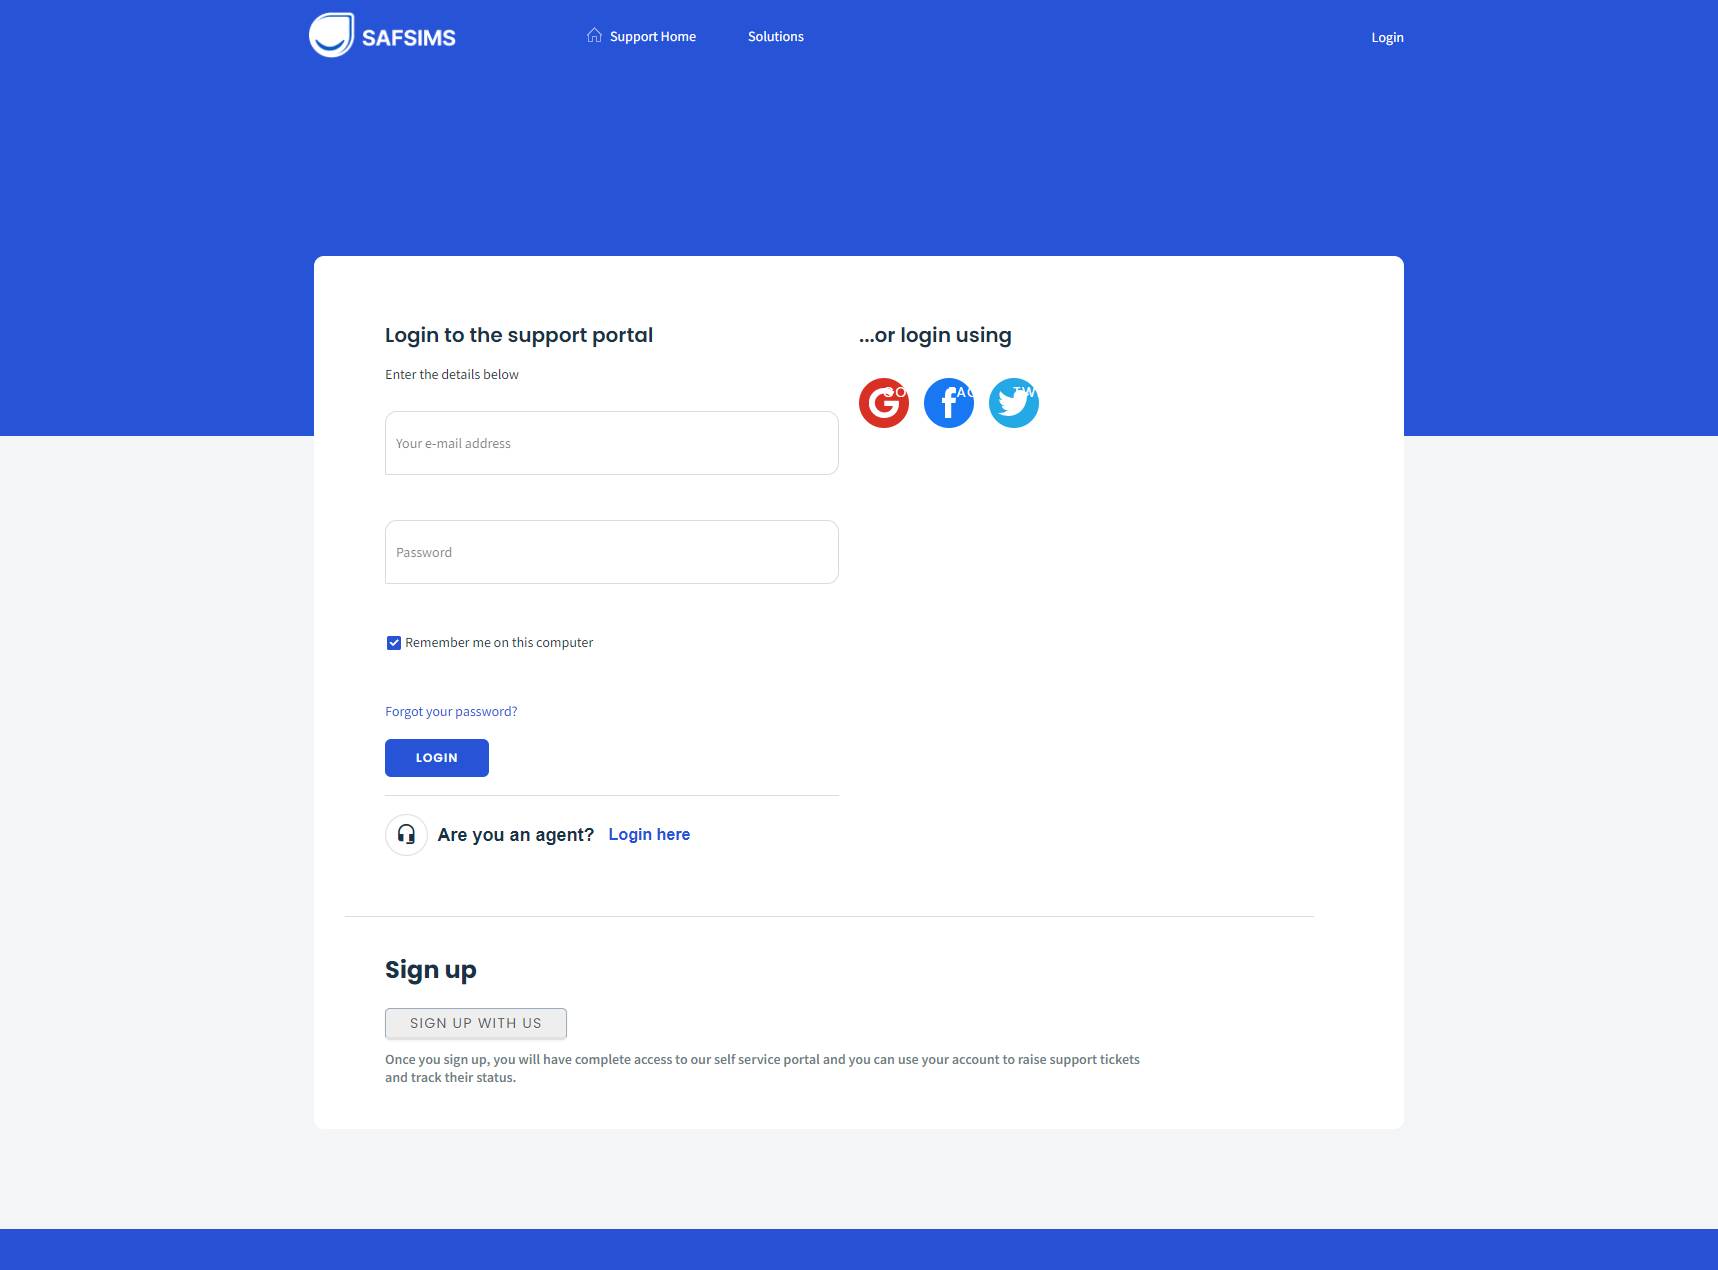 SAFSIMS
Support Home
Solutions
Login
Login to the support portal
Enter the details below
Your e-mail address
Password
Remember me on this computer
Forgot your password?
LOGIN
Are you an agent? Login here
...or login using
Sign up
SIGN UP WITH US
Once you sign up, you will have complete access to our self service portal and you can use your account to raise support tickets
and track their status.